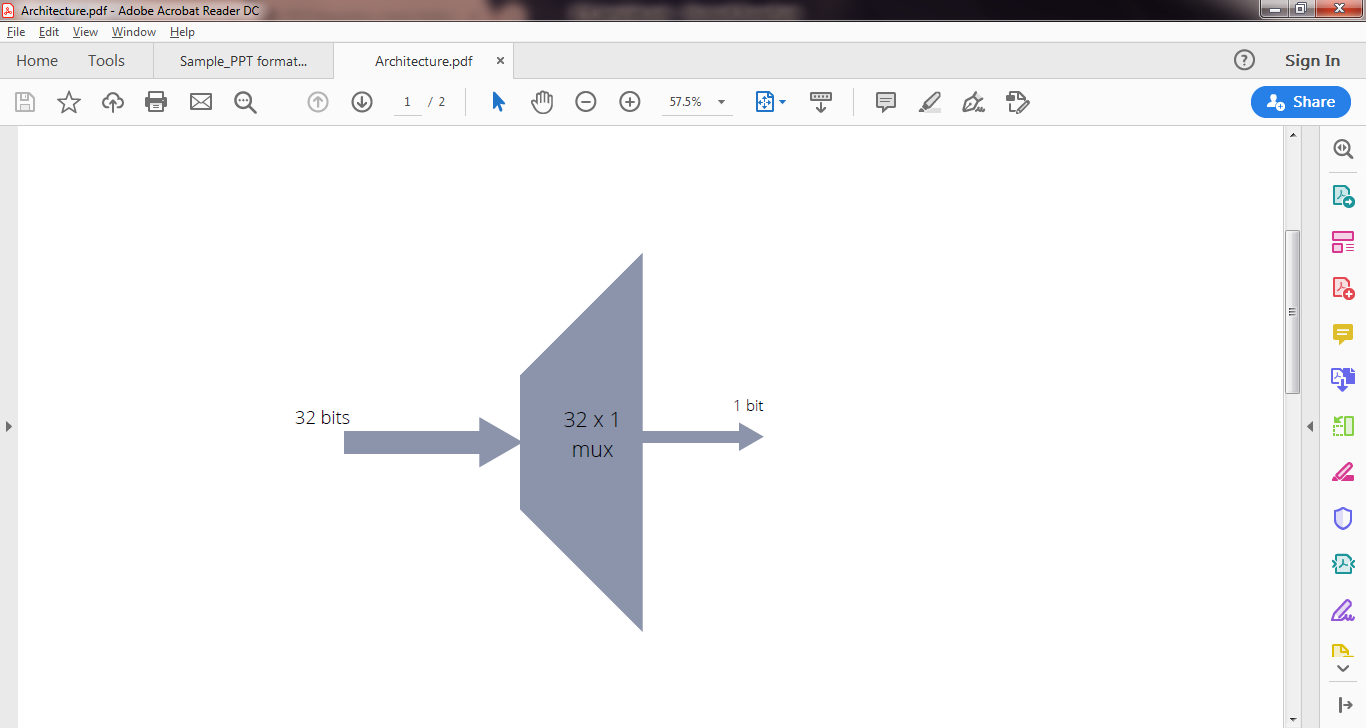 Architecture.pdf - Adobe Acrobat Reader DC
File Edit View Window Help
Home Tools Sample_PPT format... Architecture.pdf × ? Sign In
1 / 2 57.5% Share
32 bits
32 x 1
mux
1 bit